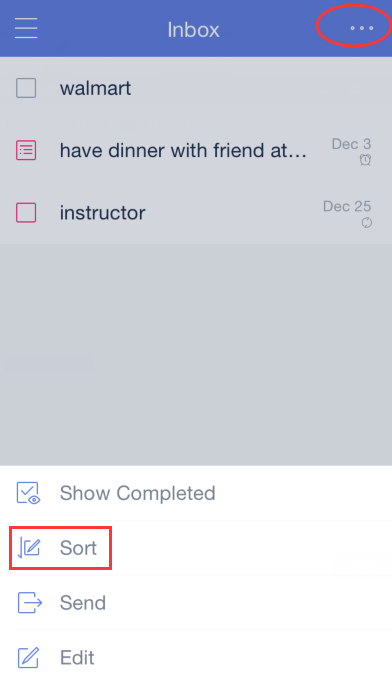 Inbox
walmart
have dinner with friend at...
Dec 3
instructor
Dec 25
Show Completed
Sort
Send
Edit